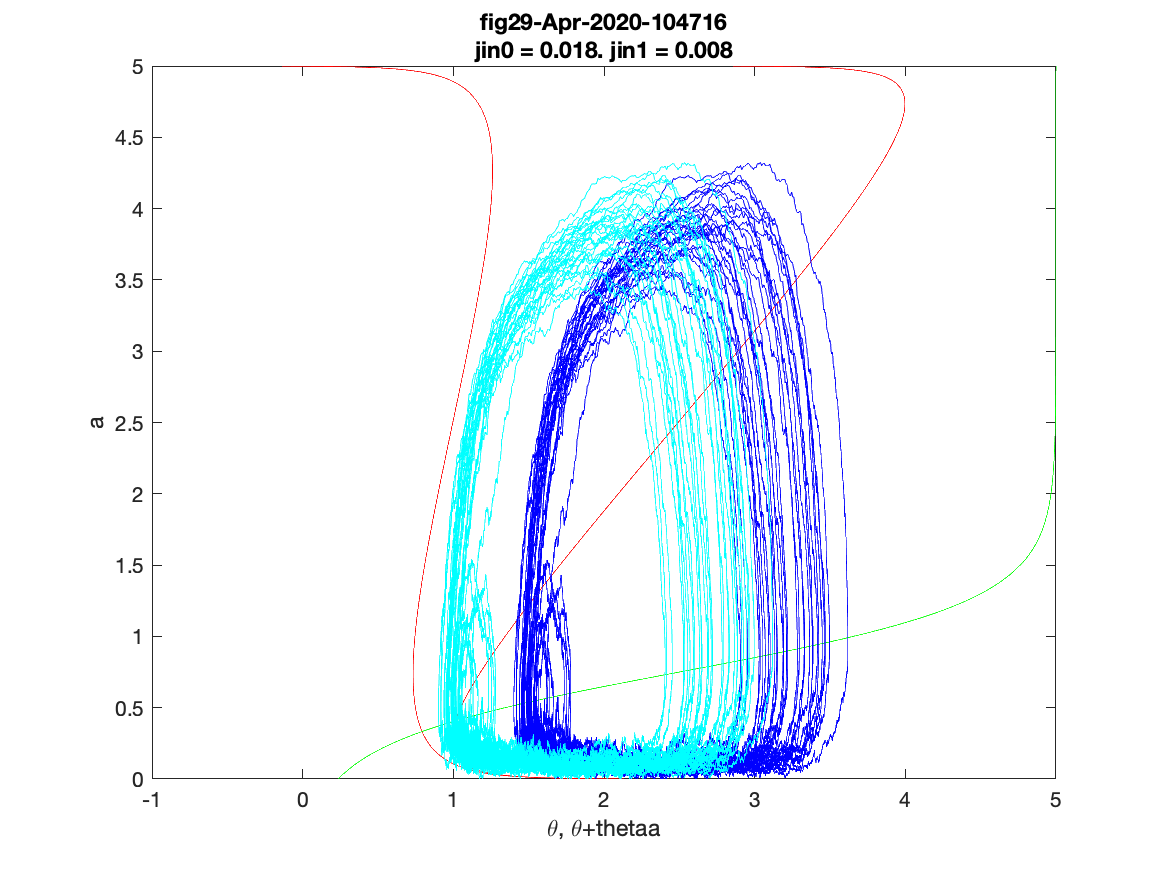 fig29-Apr-2020-104716
jin0 = 0.018. jin1 = 0.008
5
4.5
4
3.5
3
2.5
2
1.5
1
0.5
0
a
-1 0 1 2 3 4 5
θ, θ+thetaa